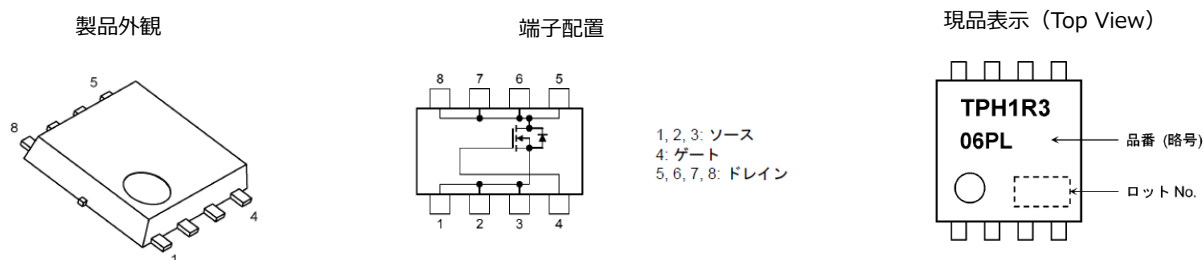 製品外観
5
8
4
1
端子配置
8 7 6 5
1 2 3 4
1, 2, 3: ソース
4: ゲート
5, 6, 7, 8: ドレイン
現品表示（Top View）
TPH1R3
06PL
品番 (略号)
ロット No.